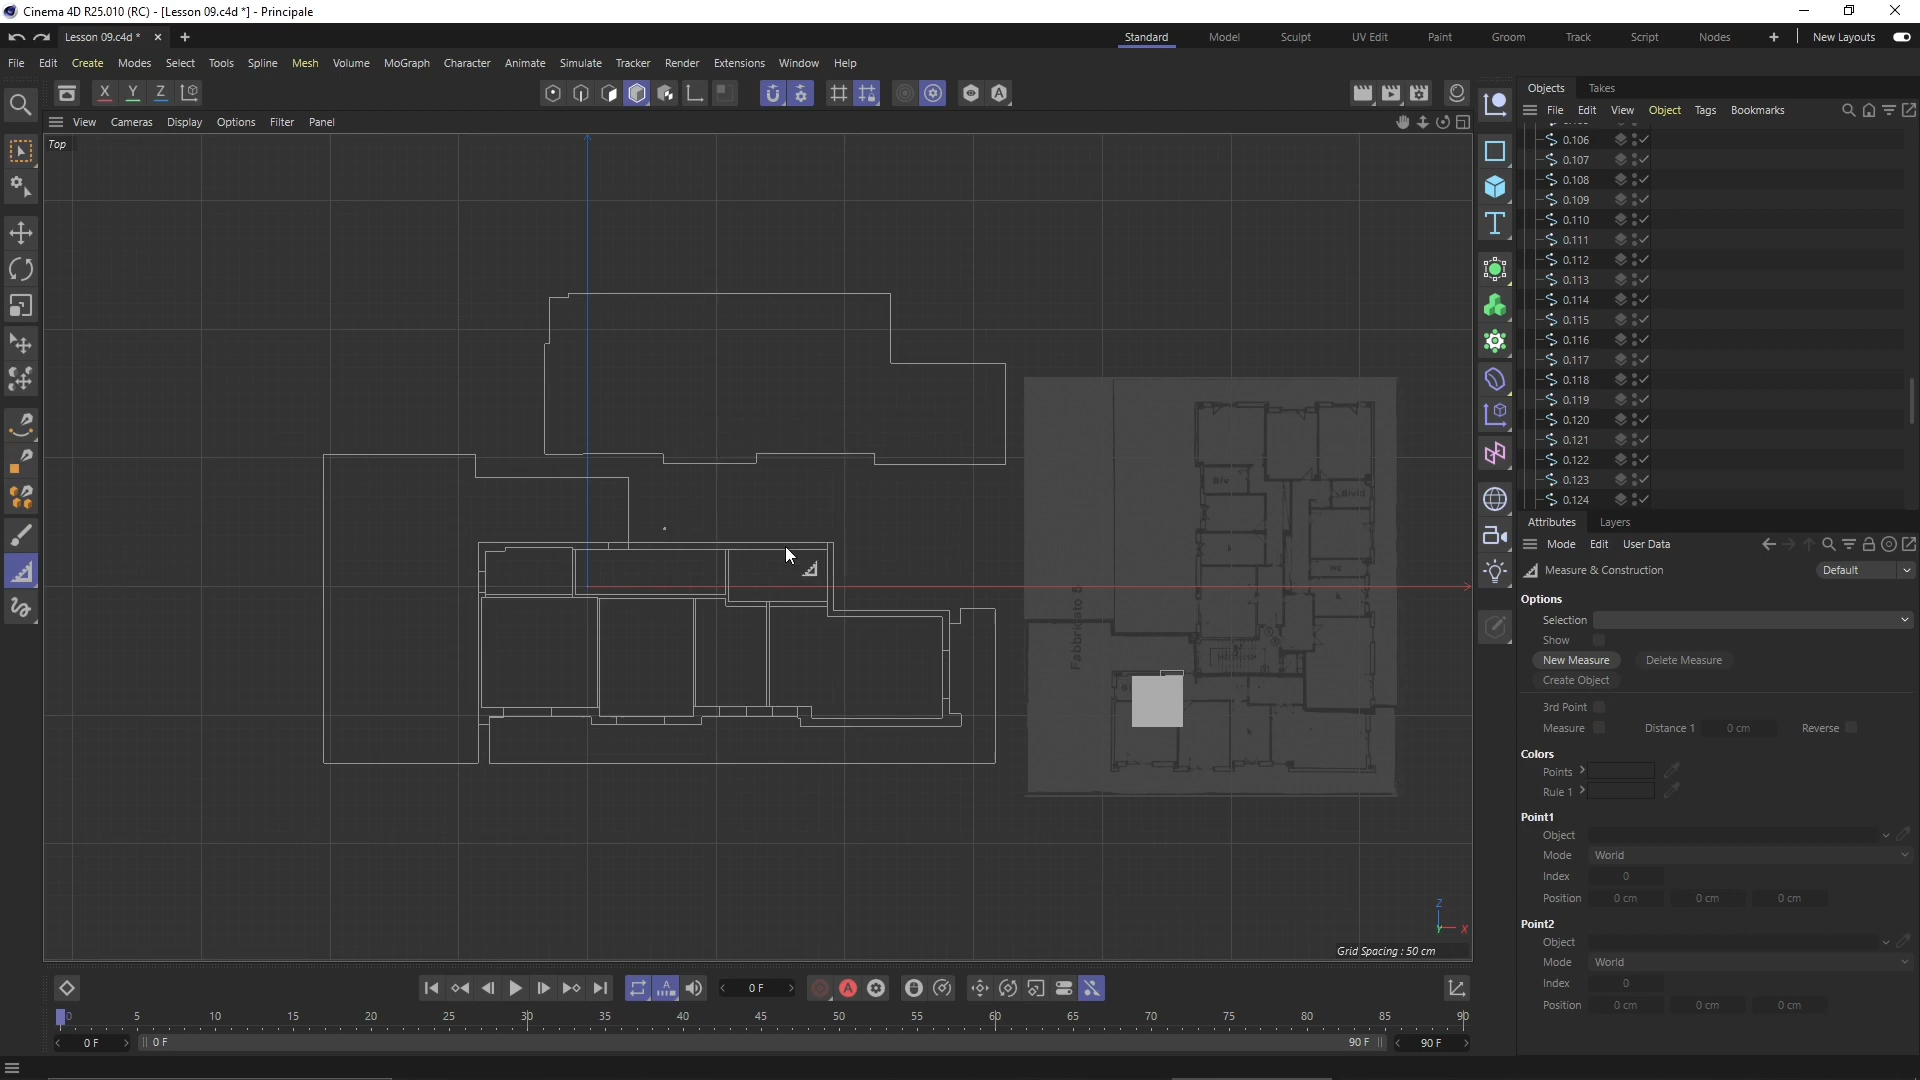 Cinema 4D R25.010 (RC) - [Lesson 09.c4d *] - Principale
Lesson 09.c4d * × +
Standard Model Sculpt UV Edit Paint Groom Track Script Nodes + New Layouts
File Edit Create Modes Select Tools Spline Mesh Volume MoGraph Character Animate Simulate Tracker Render Extensions Window Help
X Y Z
View Cameras Display Options Filter Panel
Top
Fabbricato 5
Z
Y X
Grid Spacing : 50 cm
Objects Takes
File Edit View Object Tags Bookmarks
0.106
0.107
0.108
0.109
0.110
0.111
0.112
0.113
0.114
0.115
0.116
0.117
0.118
0.119
0.120
0.121
0.122
0.123
0.124
Attributes Layers
Mode Edit User Data
Measure & Construction Default
Options
Selection
Show
New Measure Delete Measure
Create Object
3rd Point
Measure Distance 1 0 cm Reverse
Colors
Points
Rule 1
Point1
Object
Mode World
Index 0
Position 0 cm 0 cm 0 cm
Point2
Object
Mode World
Index 0
Position 0 cm 0 cm 0 cm
0 F
0 5 10 15 20 25 30 35 40 45 50 55 60 65 70 75 80 85 90
0 F 0 F 90 F 90 F